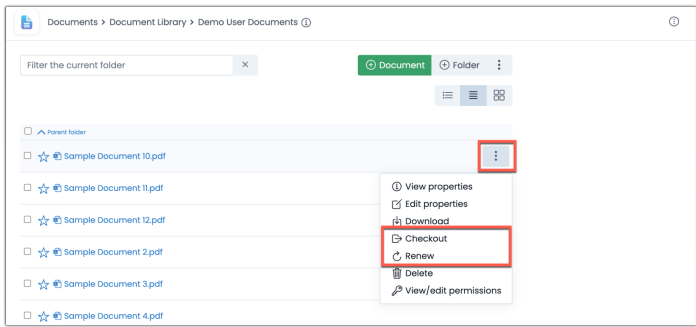 Documents > Document Library > Demo User Documents
Filter the current folder
Document Folder
Parent folder
Sample Document 10.pdf
Sample Document 11.pdf
View properties
Edit properties
Sample Document 12.pdf
Download
Checkout
Sample Document 2.pdf
Renew
Delete
Sample Document 3.pdf
View/edit permissions
Sample Document 4.pdf